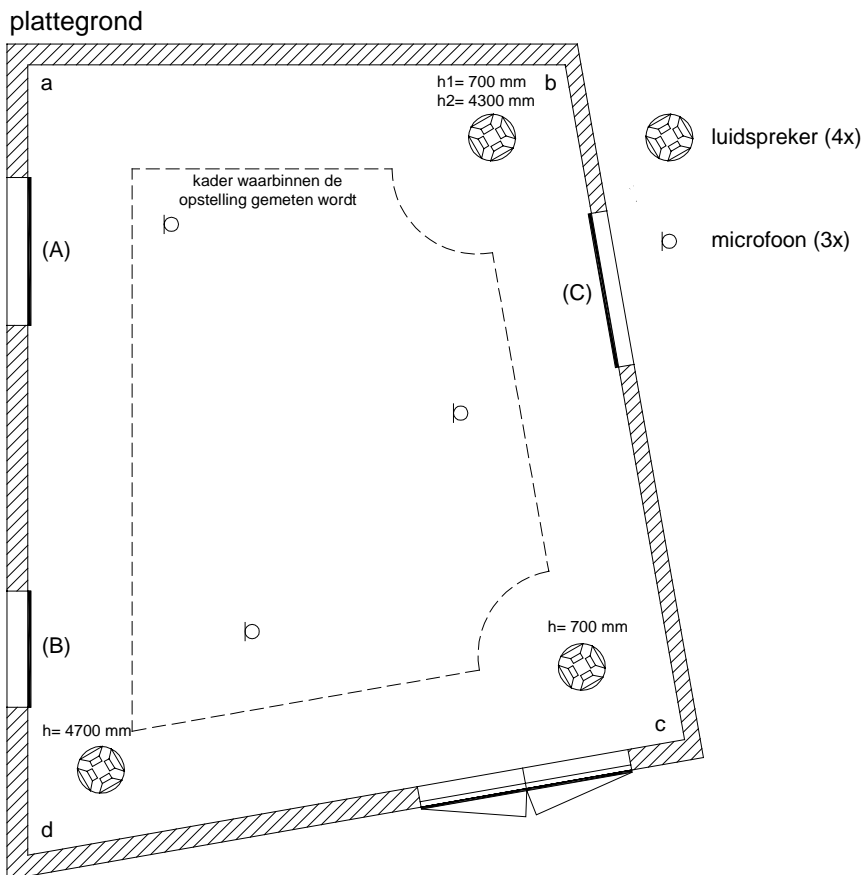 plattegrond
a
h1= 700 mm
h2= 4300 mm
b
luidspreker (4x)
kader waarbinnen de
opstelling gemeten wordt
(A)
microfoon (3x)
(C)
h= 700 mm
(B)
h= 4700 mm
c
d